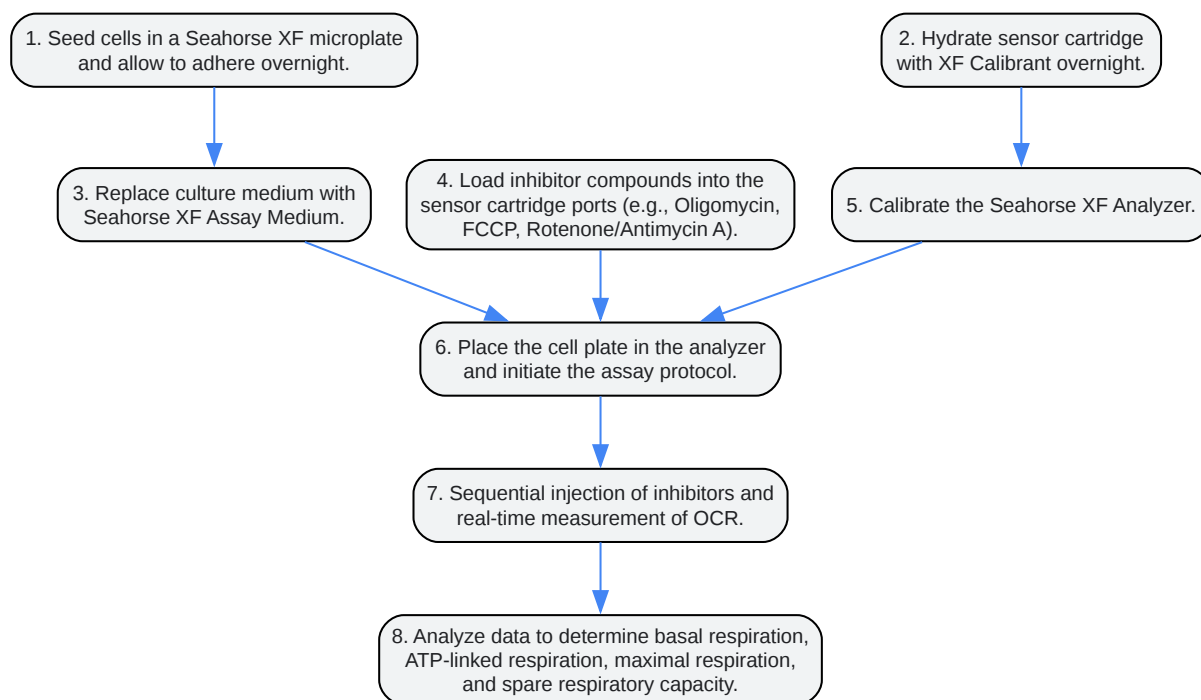 1. Seed cells in a Seahorse XF microplate
and allow to adhere overnight.
2. Hydrate sensor cartridge
with XF Calibrant overnight.
3. Replace culture medium with
Seahorse XF Assay Medium.
4. Load inhibitor compounds into the
sensor cartridge ports (e.g., Oligomycin,
FCCP, Rotenone/Antimycin A).
5. Calibrate the Seahorse XF Analyzer.
6. Place the cell plate in the analyzer
and initiate the assay protocol.
7. Sequential injection of inhibitors and
real-time measurement of OCR.
8. Analyze data to determine basal respiration,
ATP-linked respiration, maximal respiration,
and spare respiratory capacity.